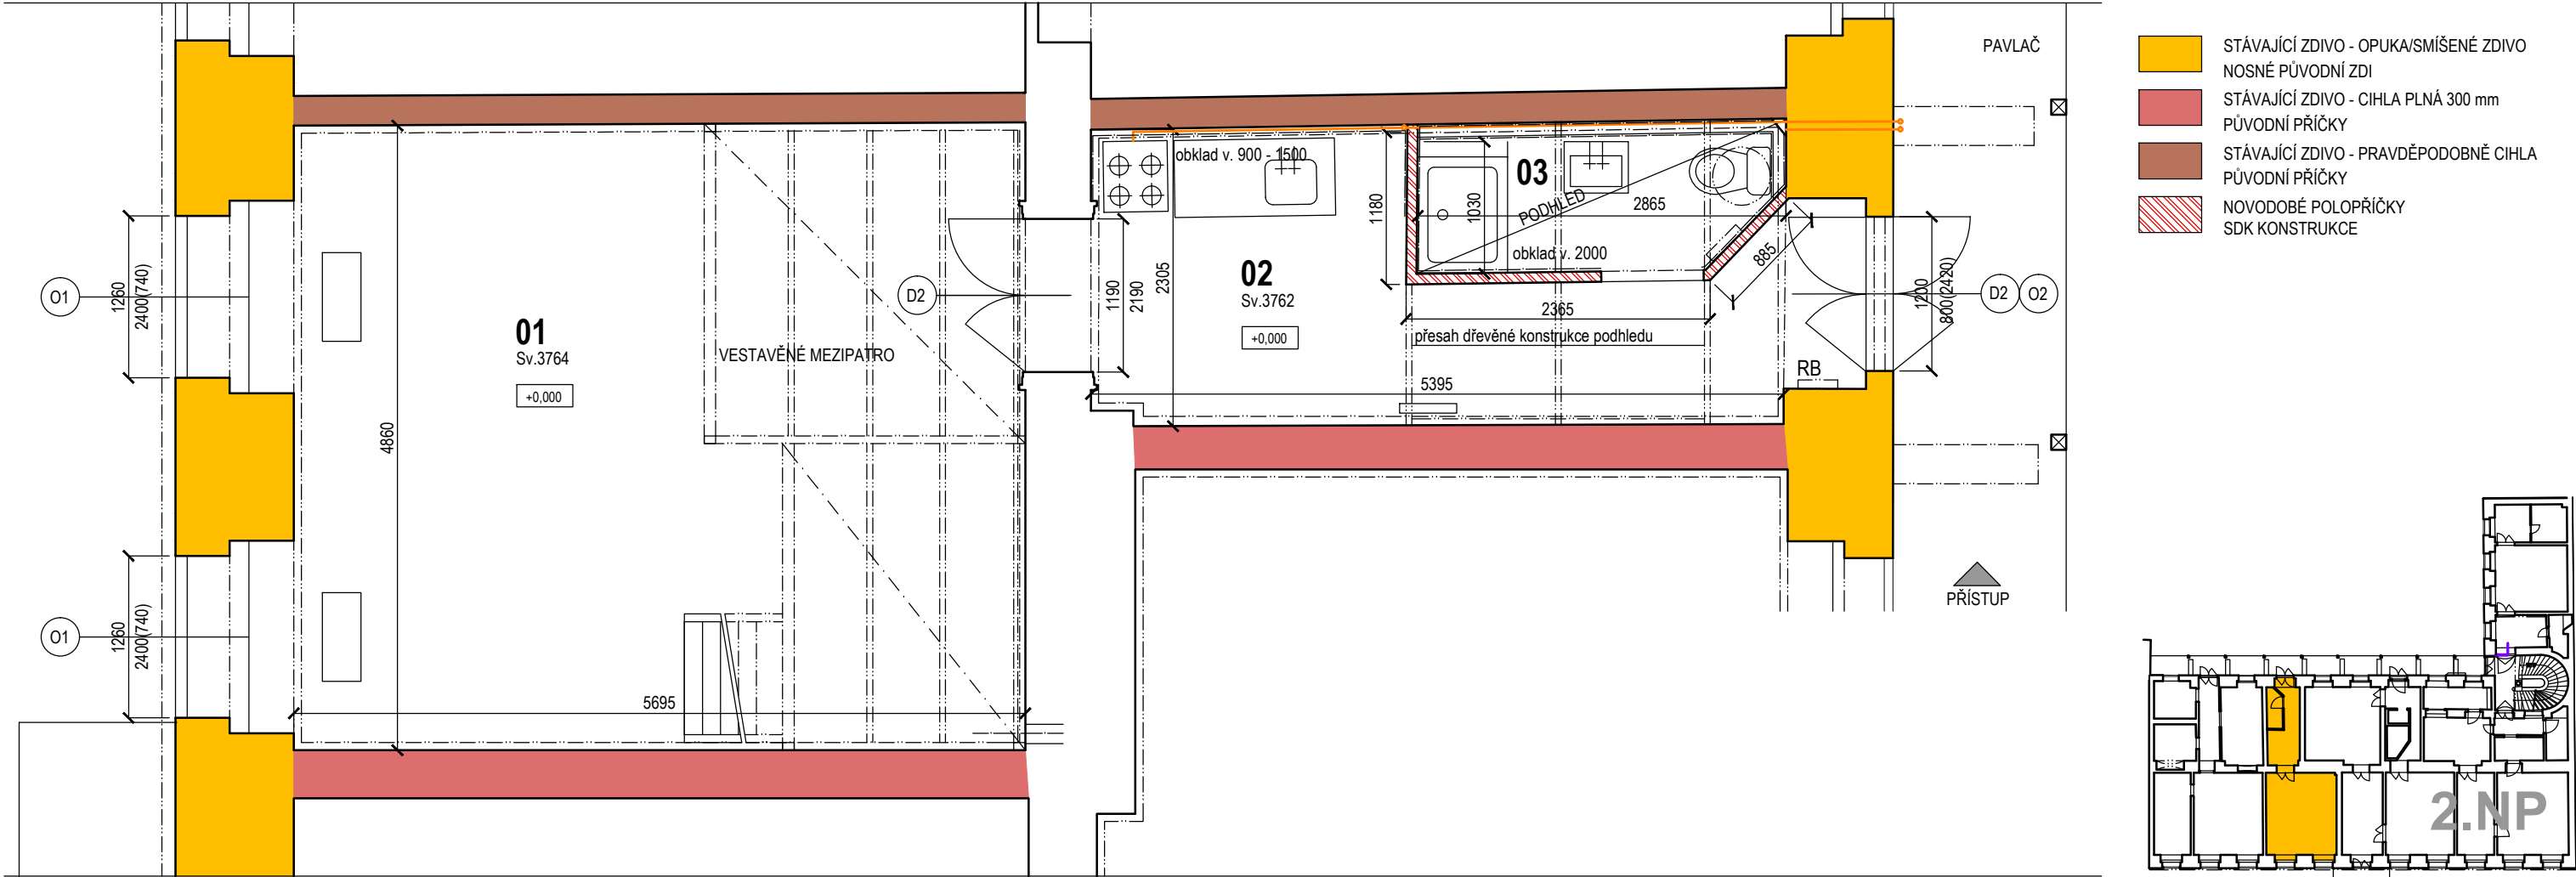 PAVLAČ
STÁVAJÍCÍ ZDIVO - OPUKA/SMÍŠENÉ ZDIVO
NOSNÉ PŮVODNÍ ZDI
STÁVAJÍCÍ ZDIVO - CIHLA PLNÁ 300 mm
PŮVODNÍ PŘÍČKY
STÁVAJÍCÍ ZDIVO - PRAVDĚPODOBNĚ CIHLA
PŮVODNÍ PŘÍČKY
NOVODOBÉ POLOPŘÍČKY
SDK KONSTRUKCE
O1
1260
2400(740)
O1
1260
2400(740)
01
Sv.3764
+0,000
4860
5695
VESTAVĚNÉ MEZIPATRO
D2
1190
2190
2305
obklad v. 900 - 1500
02
Sv.3762
+0,000
1180
1030
03
PODHLED
2865
obklad v. 2000
885
2365
přesah dřevěné konstrukce podhledu
5395
RB
1200
800(2420)
D2
O2
PŘÍSTUP
2.NP